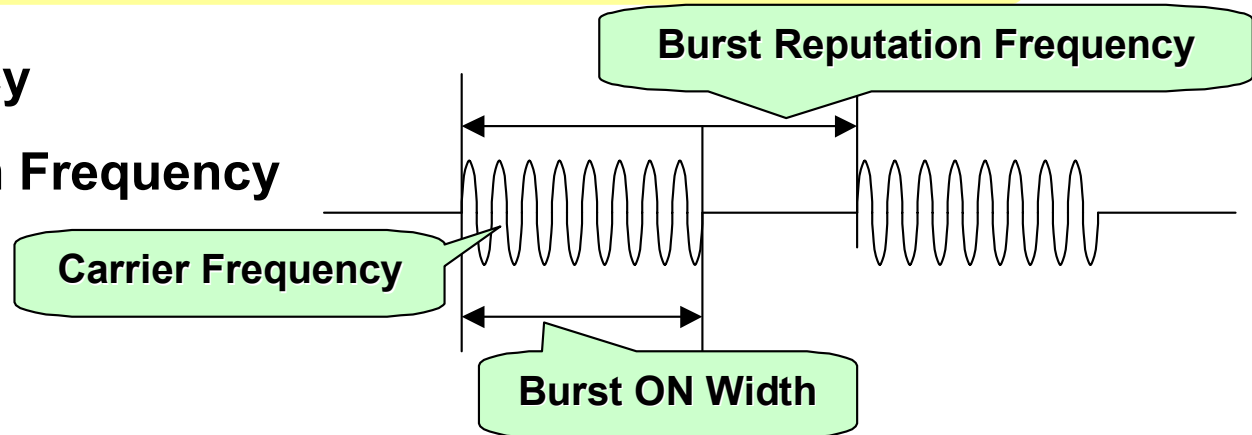 Burst Reputation Frequency
y
n Frequency
Carrier Frequency
Burst ON Width